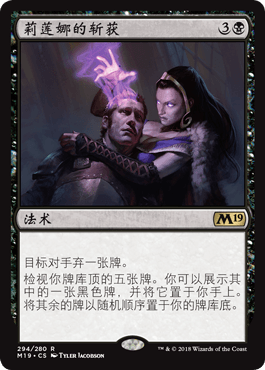 莉莲娜的斩获 3
法术 M19
目标对手弃一张牌。
检视你牌库顶的五张牌。你可以展示其
中的一张黑色牌，并将它置于你手上。
将其余的牌以随机顺序置于你的牌库底。
294/280 R
M19 • CS TYLER JACOBSON
™ & © 2018 Wizards of the Coast